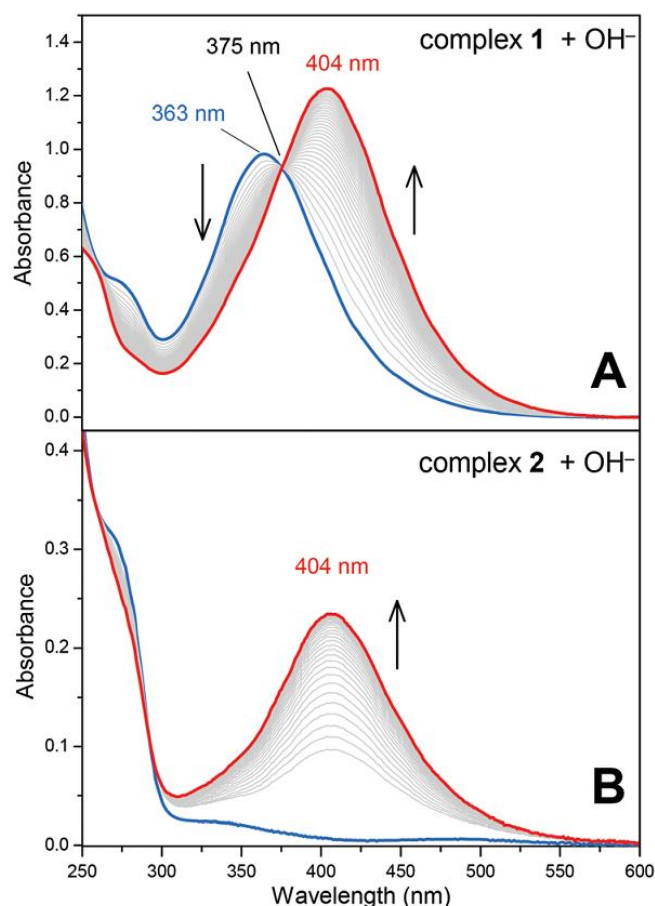 complex 1 + OH⁻
375 nm
404 nm
363 nm
1.4
1.2
1.0
0.8
0.6
0.4
0.2
0.0
Absorbance
A
complex 2 + OH⁻
404 nm
0.4
0.3
0.2
0.1
0.0
Absorbance
B
250 300 350 400 450 500 550 600
Wavelength (nm)